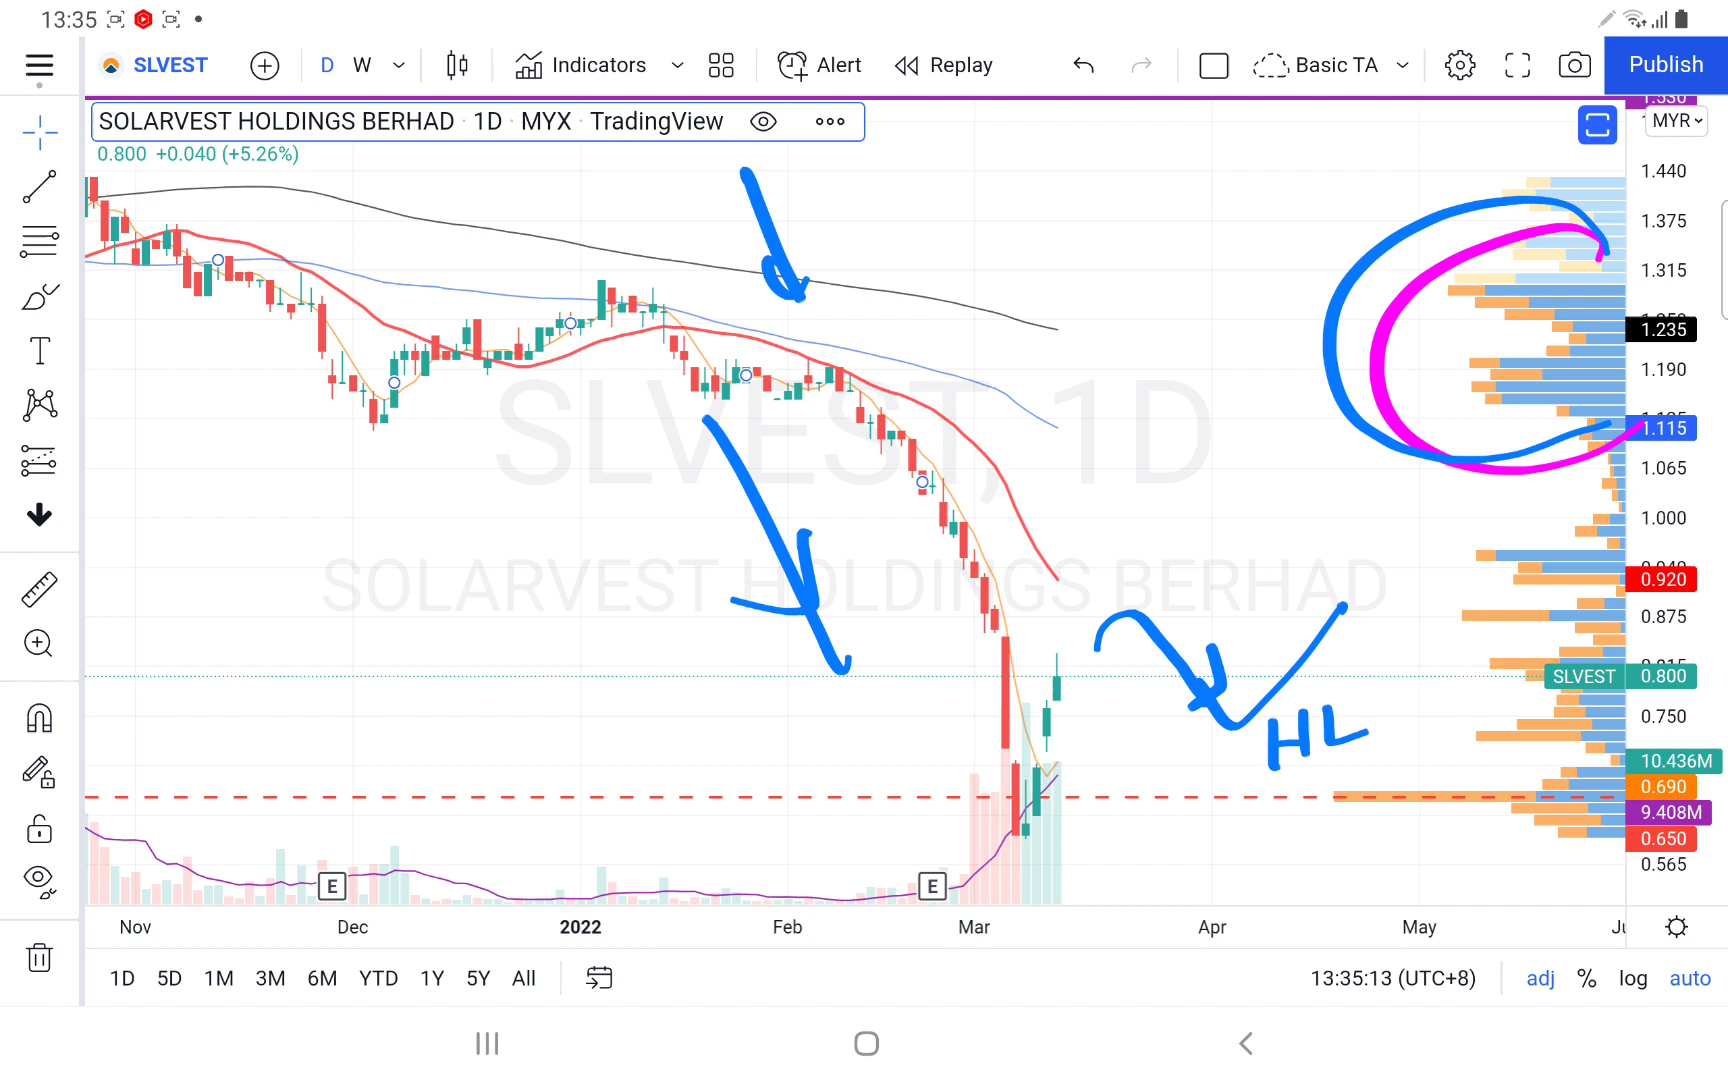 13:35
SLVEST
D W
Indicators
Alert
Replay
Basic TA
Publish
SOLARVEST HOLDINGS BERHAD · 1D · MYX · TradingView
0.800 +0.040 (+5.26%)
MYR
1.440
1.375
1.315
1.235
1.190
1.115
1.065
1.000
0.920
0.875
SLVEST 0.800
0.750
10.436M
0.690
9.408M
0.650
0.565
SLVEST, 1D
SOLARVEST HOLDINGS BERHAD
HL
E
E
Nov Dec 2022 Feb Mar Apr May
1D 5D 1M 3M 6M YTD 1Y 5Y All
13:35:13 (UTC+8)
adj % log auto